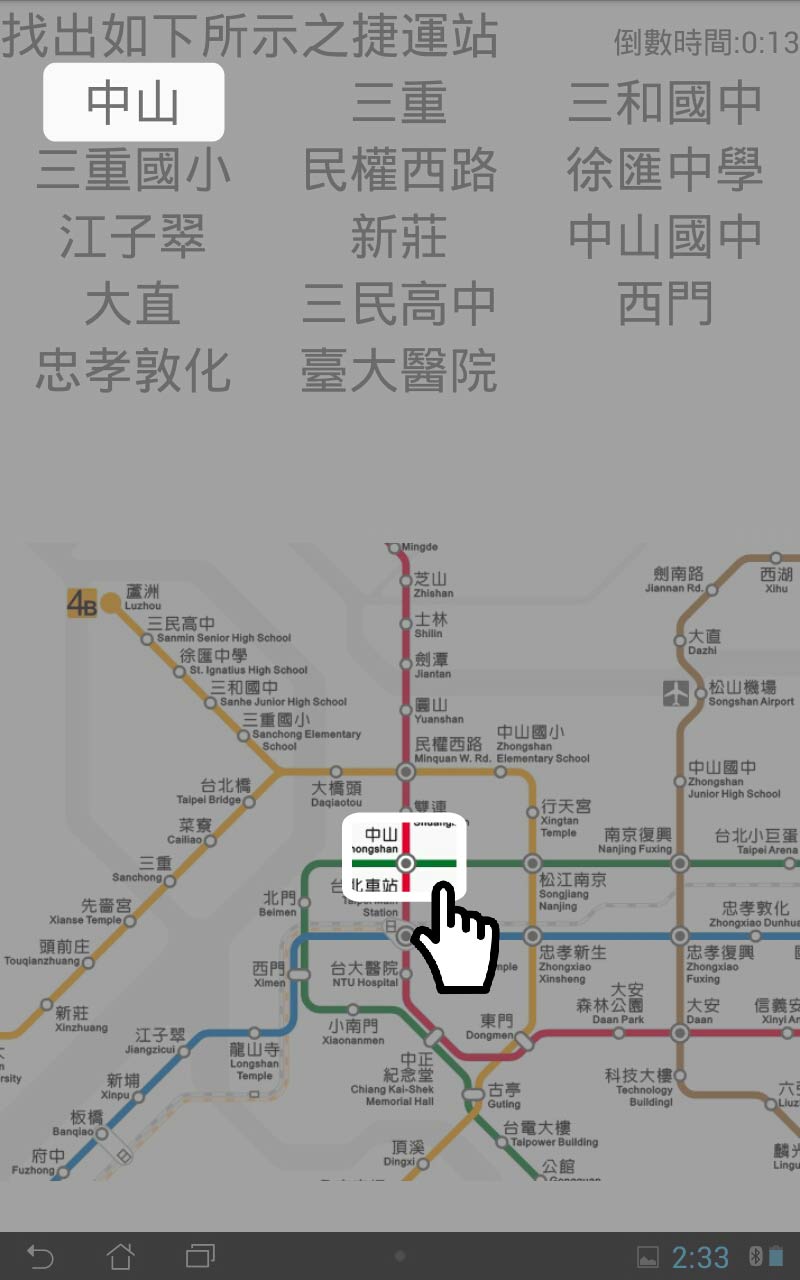 找出如下所示之捷運站
倒數時間:0:13
中山
三重
三和國中
三重國小
民權西路
徐匯中學
江子翠
新莊
中山國中
大直
三民高中
西門
忠孝敦化
臺大醫院
Mingde
芝山
Zhishan
士林
Shilin
劍潭
Jiantan
圓山
Yuanshan
民權西路
Minquan W. Rd.
中山國小
Zhongshan
Elementary School
4B
蘆洲
Luzhou
三民高中
Sanmin Senior High School
徐匯中學
St. Ignatius High School
三和國中
Sanhe Junior High School
三重國小
Sanchong Elementary
School
劍南路
Jiannan Rd.
西湖
Xihu
大直
Dazhi
松山機場
Songshan Airport
中山國中
Zhongshan
Junior High School
台北橋
Taipei Bridge
大橋頭
Daqiaotou
雙連
行天宮
Xingtan
Temple
菜寮
Cailiao
中山
hongshan
南京復興
Nanjing Fuxing
台北小巨蛋
Taipei Arena
三重
Sanchong
北車站
Station
松江南京
Songjiang
Nanjing
北門
Beimen
先嗇宮
Xianse Temple
忠孝敦化
Zhongxiao Dunhua
頭前庄
Touqianzhuang
西門
Ximen
台大醫院
NTU Hospital
mple
忠孝新生
Zhongxiao
Xinsheng
忠孝復興
Zhongxiao
Fuxing
新莊
Xinzhuang
小南門
Xiaonanmen
東門
Dongmen
大安
森林公園
Daan Park
大安
Daan
信義安
Xinyi An
江子翠
Jiangzicui
龍山寺
Longshan
Temple
中正
紀念堂
Chiang Kai-Shek
Memorial Hall
rsity
新埔
Xinpu
古亭
Guting
科技大樓
Technology
Buildingl
板橋
Banqiao
台電大樓
Taipower Building
府中
Fuzhong
頂溪
Dingxi
公館
麟光
2:33